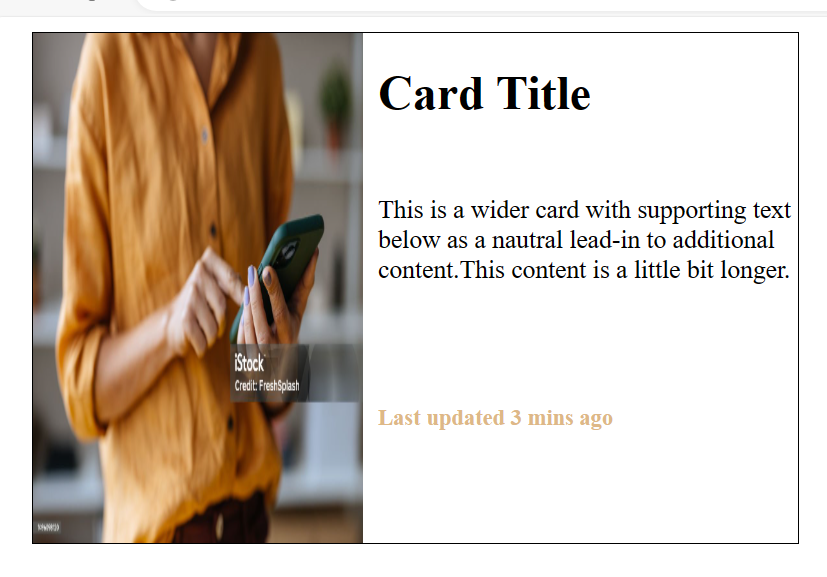 Card Title
This is a wider card with supporting text
below as a nautral lead-in to additional
content.This content is a little bit longer.
iStock
Credit: FreshSplash
Last updated 3 mins ago